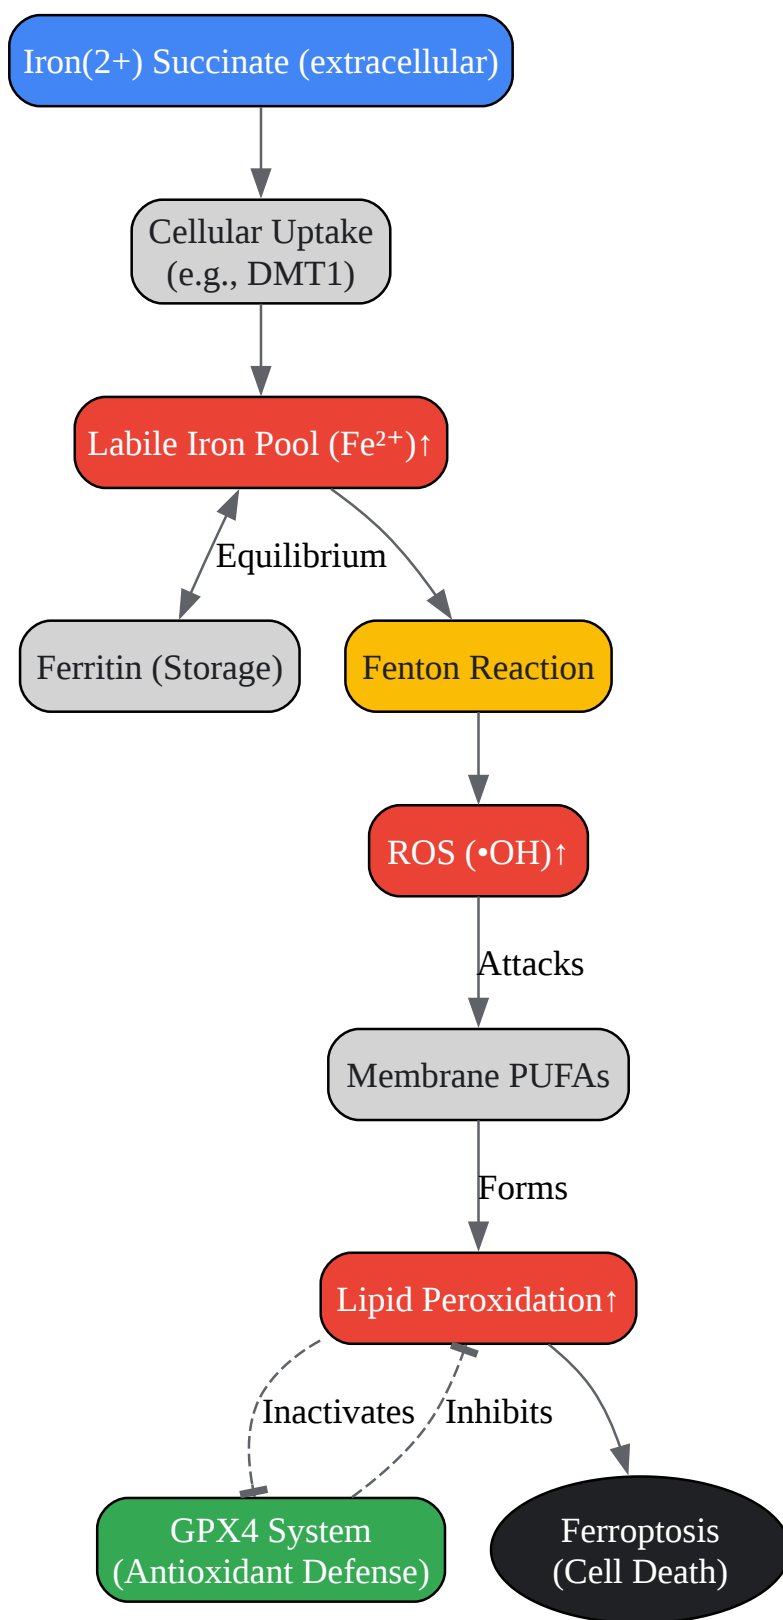 Iron(2+) Succinate (extracellular)
Cellular Uptake
(e.g., DMT1)
Labile Iron Pool (Fe²⁺)↑
Equilibrium
Ferritin (Storage)
Fenton Reaction
ROS (•OH)↑
Attacks
Membrane PUFAs
Forms
Lipid Peroxidation↑
Inactivates
Inhibits
GPX4 System
(Antioxidant Defense)
Ferroptosis
(Cell Death)